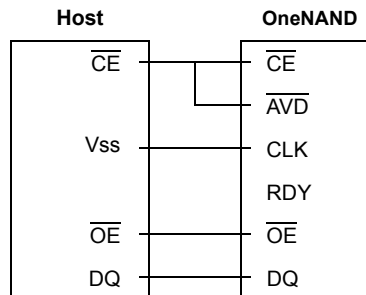 Host OneNAND
CE CE
AVD
Vss CLK
RDY
OE OE
DQ DQ